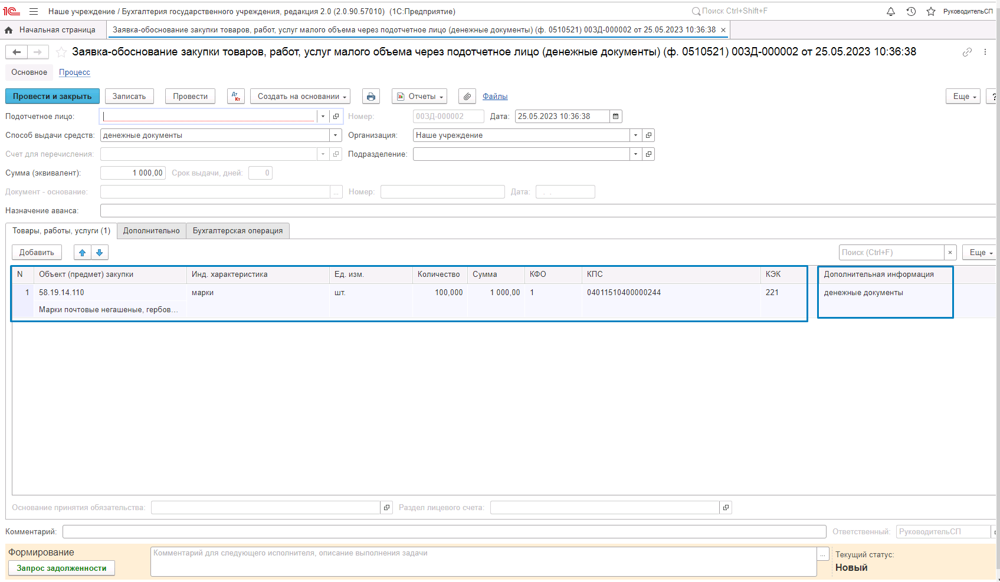 1С Наше учреждение / Бухгалтерия государственного учреждения, редакция 2.0 (2.0.90.57010) (1С:Предприятие) Поиск Ctrl+Shift+F РуководительСП
Начальная страница Заявка-обоснование закупки товаров, работ, услуг малого объема через подотчетное лицо (денежные документы) (ф. 0510521) 00ЗД-000002 от 25.05.2023 10:36:38 ×
Заявка-обоснование закупки товаров, работ, услуг малого объема через подотчетное лицо (денежные документы) (ф. 0510521) 00ЗД-000002 от 25.05.2023 10:36:38
Основное Процесс
Провести и закрыть Записать Провести Дт Кт Создать на основании Отчеты Файлы Еще ?
Подотчетное лицо: Номер: 00ЗД-000002 Дата: 25.05.2023 10:36:38
Способ выдачи средств: денежные документы Организация: Наше учреждение
Счет для перечисления: Подразделение:
Сумма (эквивалент): 1 000,00 Срок выдачи, дней: 0
Документ - основание: ... Номер: Дата: . .
Назначение аванса:
Товары, работы, услуги (1) Дополнительно Бухгалтерская операция
Добавить Поиск (Ctrl+F) × Еще
N Объект (предмет) закупки Инд. характеристика Ед. изм. Количество Сумма КФО КПС КЭК Дополнительная информация
1 58.19.14.110 марки шт. 100,000 1 000,00 1 04011510400000244 221 денежные документы
Марки почтовые негашеные, гербов...
Основание принятия обязательства: Раздел лицевого счета:
Комментарий: Ответственный: РуководительСП
Формирование Комментарий для следующего исполнителя, описание выполнения задачи ... Текущий статус:
Запрос задолженности Новый